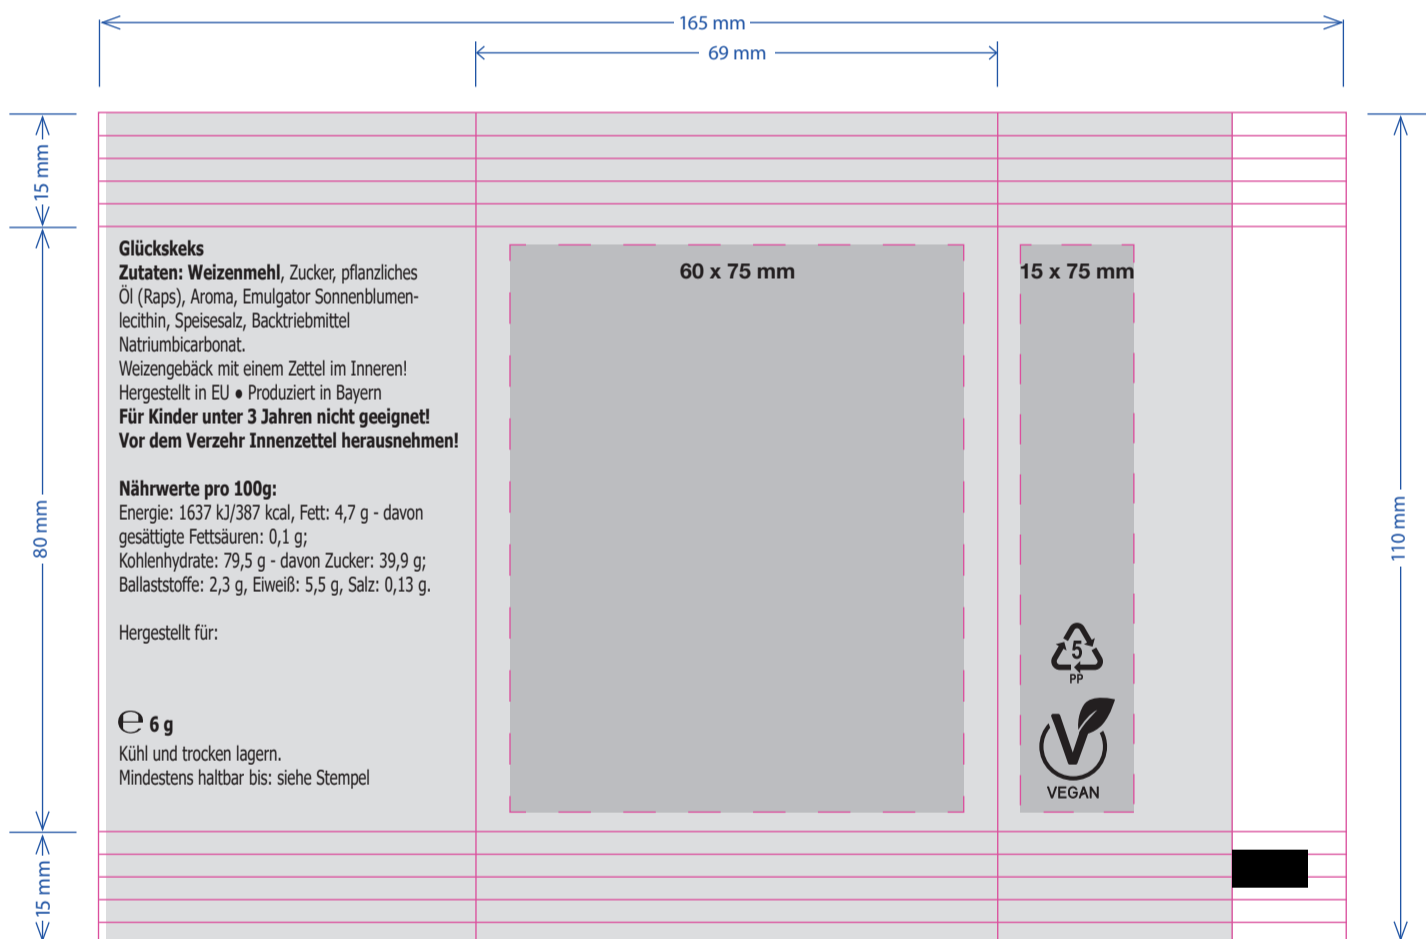 165 mm
69 mm
15 mm
80 mm
15 mm
110 mm
Glückskeks
Zutaten: Weizenmehl, Zucker, pflanzliches
Öl (Raps), Aroma, Emulgator Sonnenblumen-
lecithin, Speisesalz, Backtriebmittel
Natriumbicarbonat.
Weizengebäck mit einem Zettel im Inneren!
Hergestellt in EU ● Produziert in Bayern
Für Kinder unter 3 Jahren nicht geeignet!
Vor dem Verzehr Innenzettel herausnehmen!
Nährwerte pro 100g:
Energie: 1637 kJ/387 kcal, Fett: 4,7 g - davon
gesättigte Fettsäuren: 0,1 g;
Kohlenhydrate: 79,5 g - davon Zucker: 39,9 g;
Ballaststoffe: 2,3 g, Eiweiß: 5,5 g, Salz: 0,13 g.
Hergestellt für:
℮ 6 g
Kühl und trocken lagern.
Mindestens haltbar bis: siehe Stempel
60 x 75 mm
15 x 75 mm
5
PP
V
VEGAN